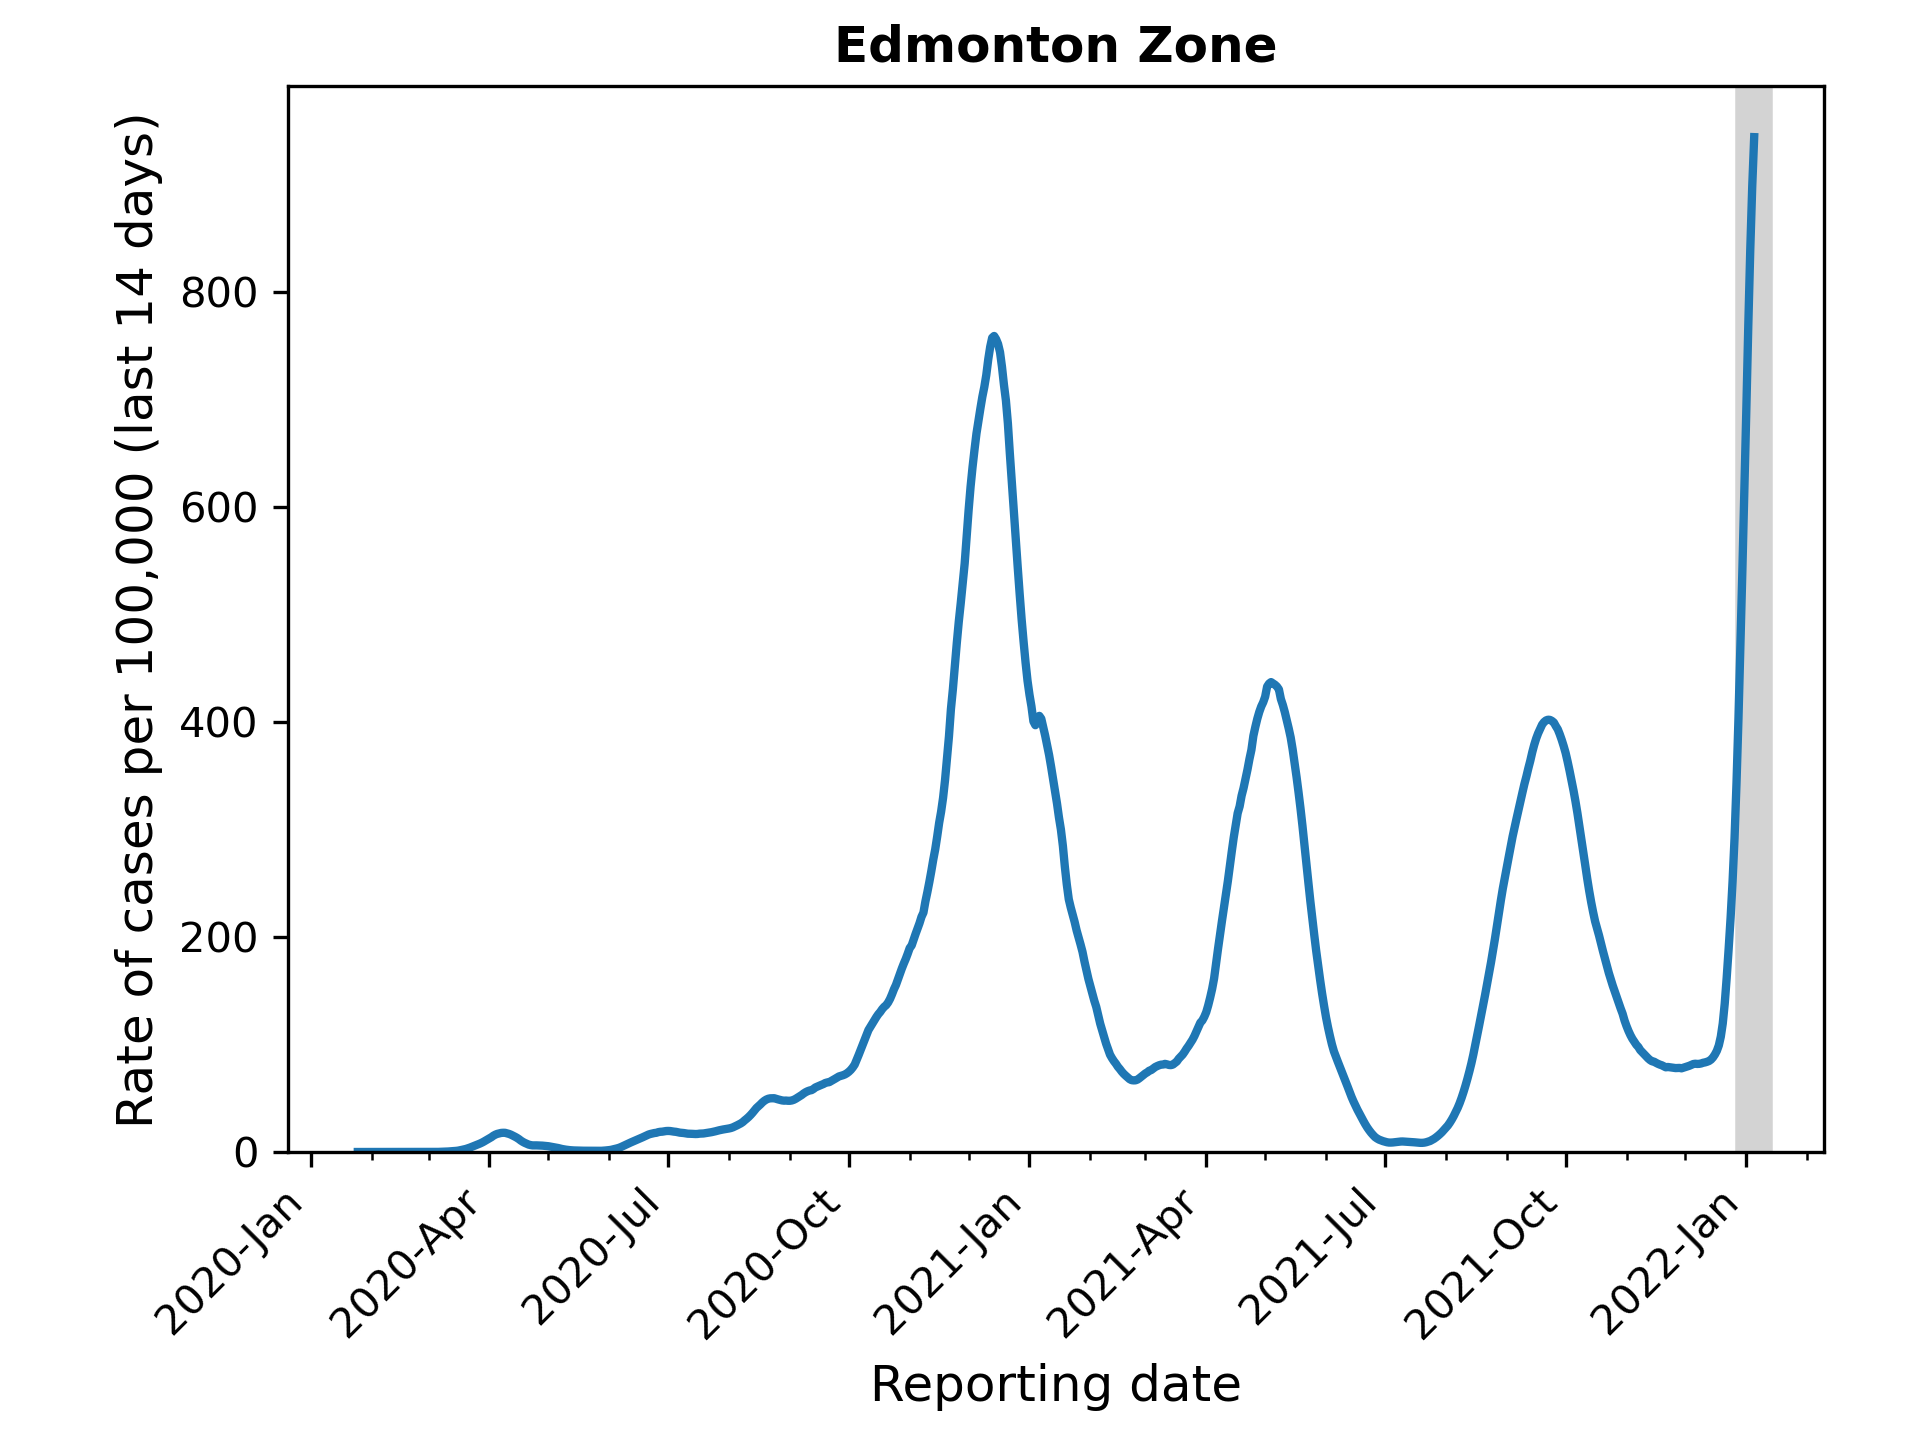 Edmonton Zone
Rate of cases per 100,000 (last 14 days)
800
600
400
200
0
2020-Jan
2020-Apr
2020-Jul
2020-Oct
2021-Jan
2021-Apr
2021-Jul
2021-Oct
2022-Jan
Reporting date